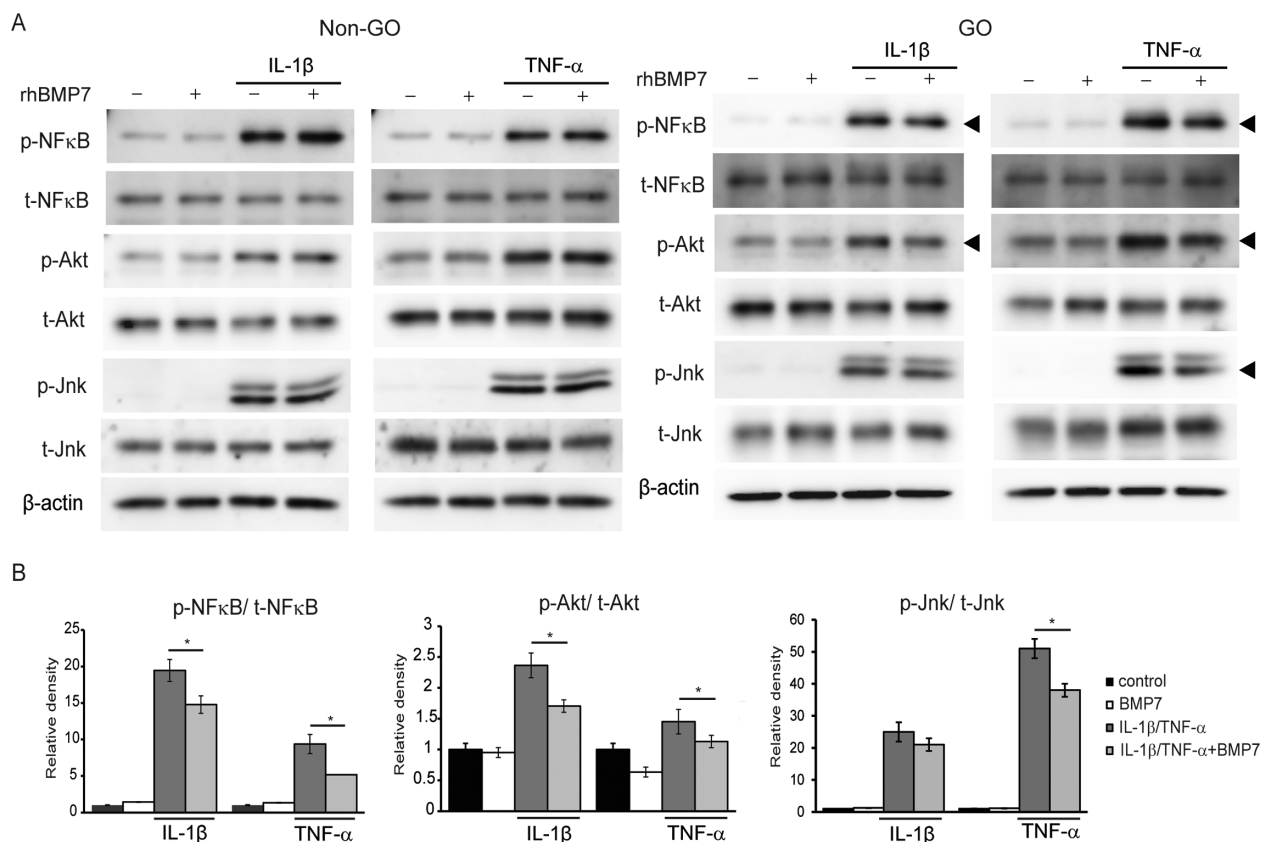 A
Non-GO
GO
IL-1β
TNF-α
IL-1β
TNF-α
rhBMP7 – + – + – + – +
rhBMP7 – + – + – + – +
p-NFκB
t-NFκB
p-Akt
t-Akt
p-Jnk
t-Jnk
β-actin
p-NFκB
t-NFκB
p-Akt
t-Akt
p-Jnk
t-Jnk
β-actin
B
p-NFκB/ t-NFκB
Relative density
25
20
15
10
5
0
*
*
IL-1β
TNF-α
p-Akt/ t-Akt
Relative density
3
2.5
2
1.5
1
0.5
0
*
*
IL-1β
TNF-α
p-Jnk/ t-Jnk
Relative density
60
50
40
30
20
10
0
*
IL-1β
TNF-α
control
BMP7
IL-1β/TNF-α
IL-1β/TNF-α+BMP7